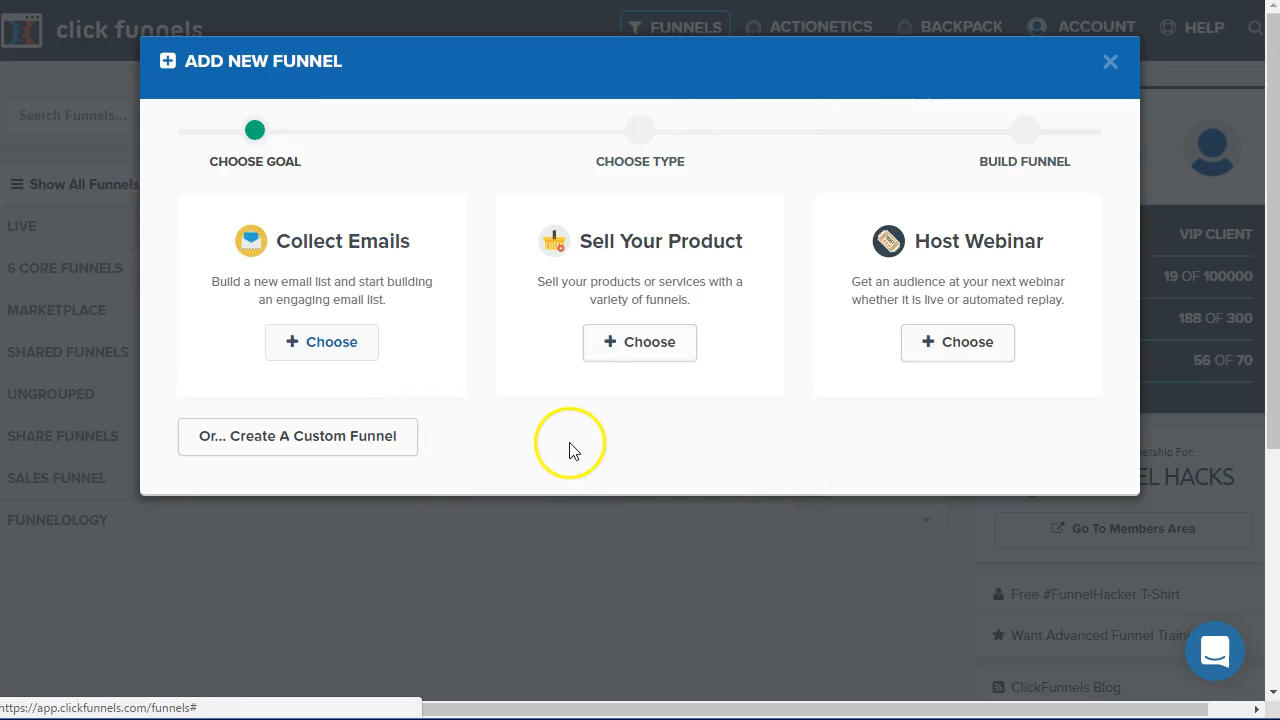 click funnels
FUNNELS
ACTIONETICS
BACKPACK
ACCOUNT
HELP
ADD NEW FUNNEL
Search Funnels...
CHOOSE GOAL
CHOOSE TYPE
BUILD FUNNEL
Show All Funnels
LIVE
6 CORE FUNNELS
MARKETPLACE
SHARED FUNNELS
UNGROUPED
SHARE FUNNELS
SALES FUNNEL
FUNNELOLOGY
Collect Emails
Build a new email list and start building
an engaging email list.
Choose
Sell Your Product
Sell your products or services with a
variety of funnels.
Choose
Host Webinar
Get an audience at your next webinar
whether it is live or automated replay.
Choose
Or... Create A Custom Funnel
VIP CLIENT
19 OF 100000
188 OF 300
56 OF 70
For:
HACKS
Go To Members Area
Free #FunnelHacker T-Shirt
Want Advanced Funnel
ClickFunnels Blog
https://app.clickfunnels.com/funnels#